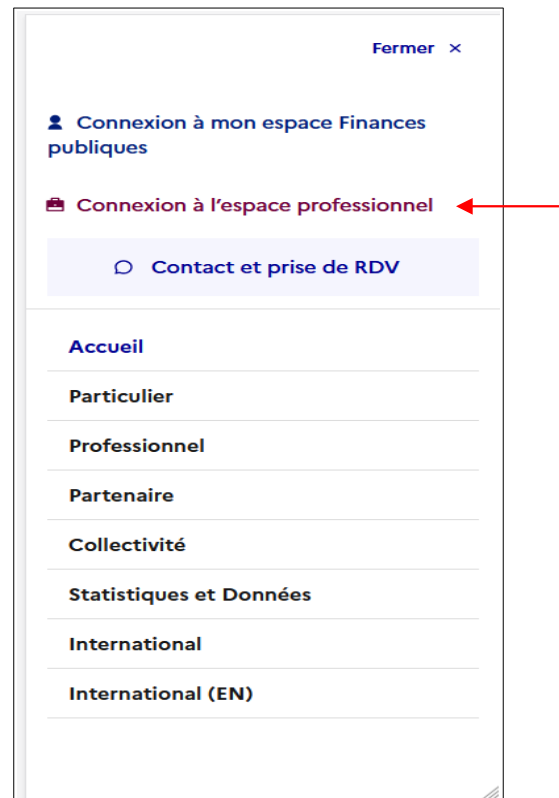 Fermer ×
Connexion à mon espace Finances
publiques
Connexion à l'espace professionnel
Contact et prise de RDV
Accueil
Particulier
Professionnel
Partenaire
Collectivité
Statistiques et Données
International
International (EN)